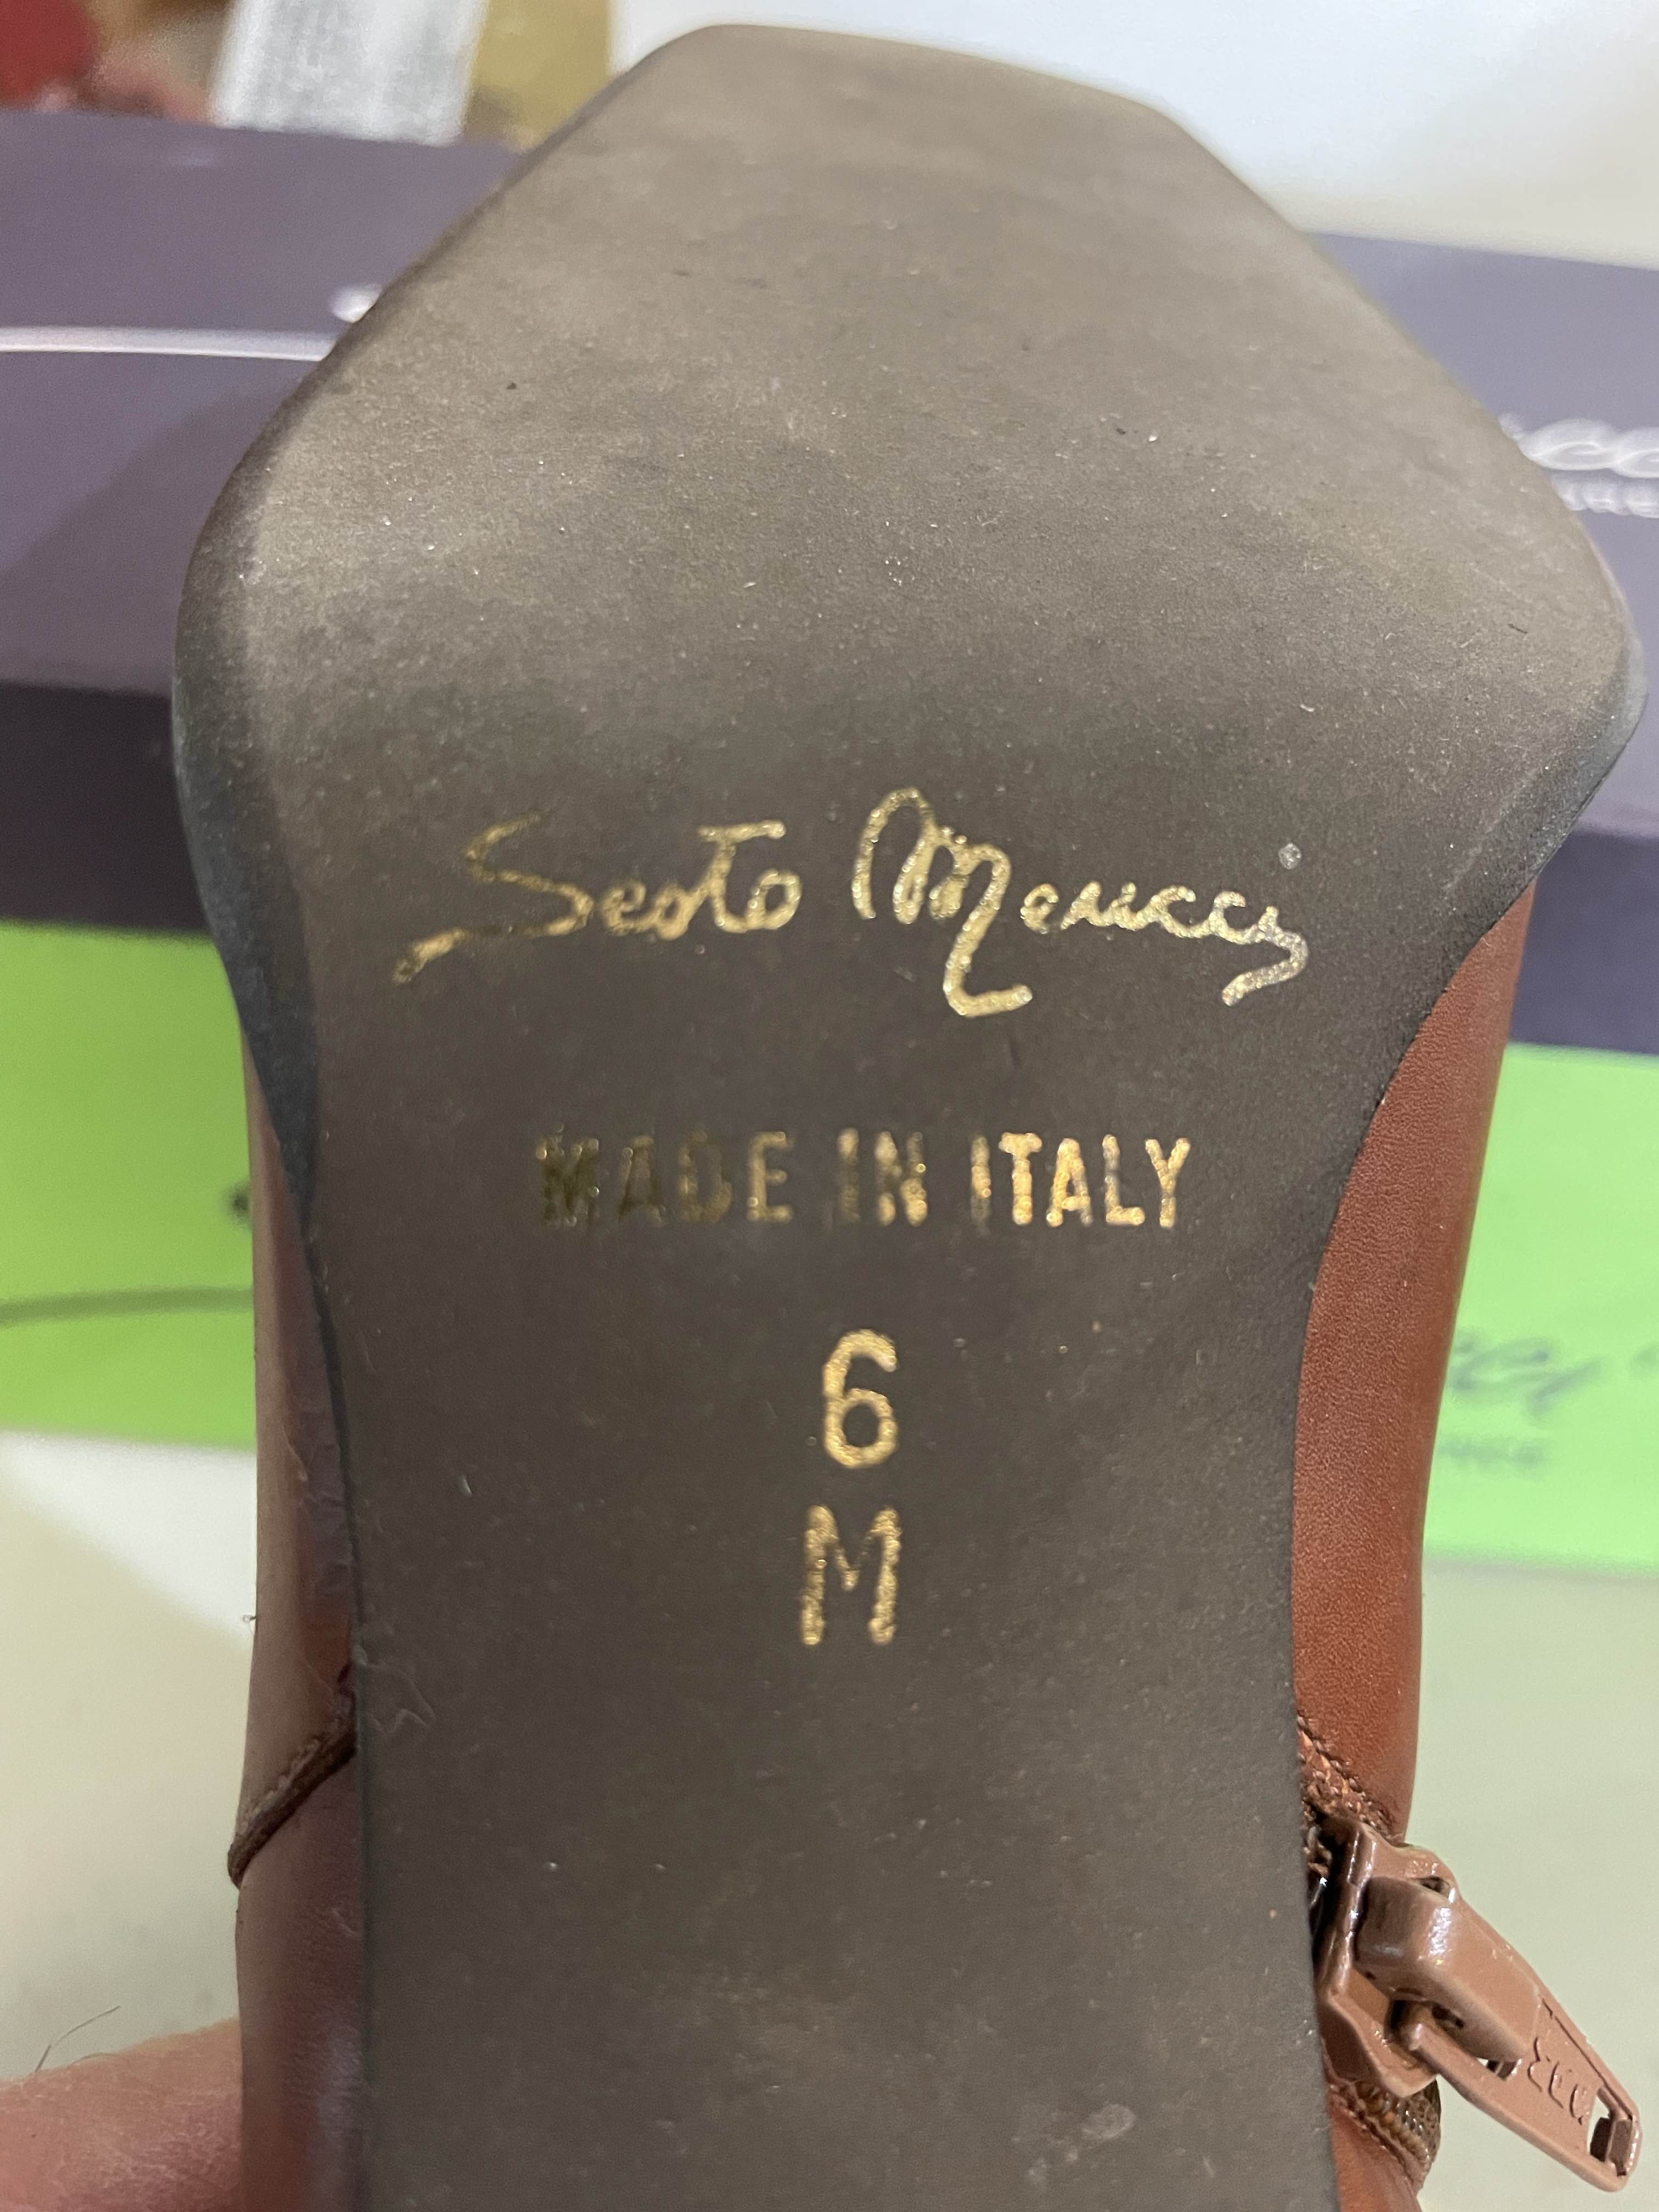 Sesto Meucci
MADE IN ITALY
6
M